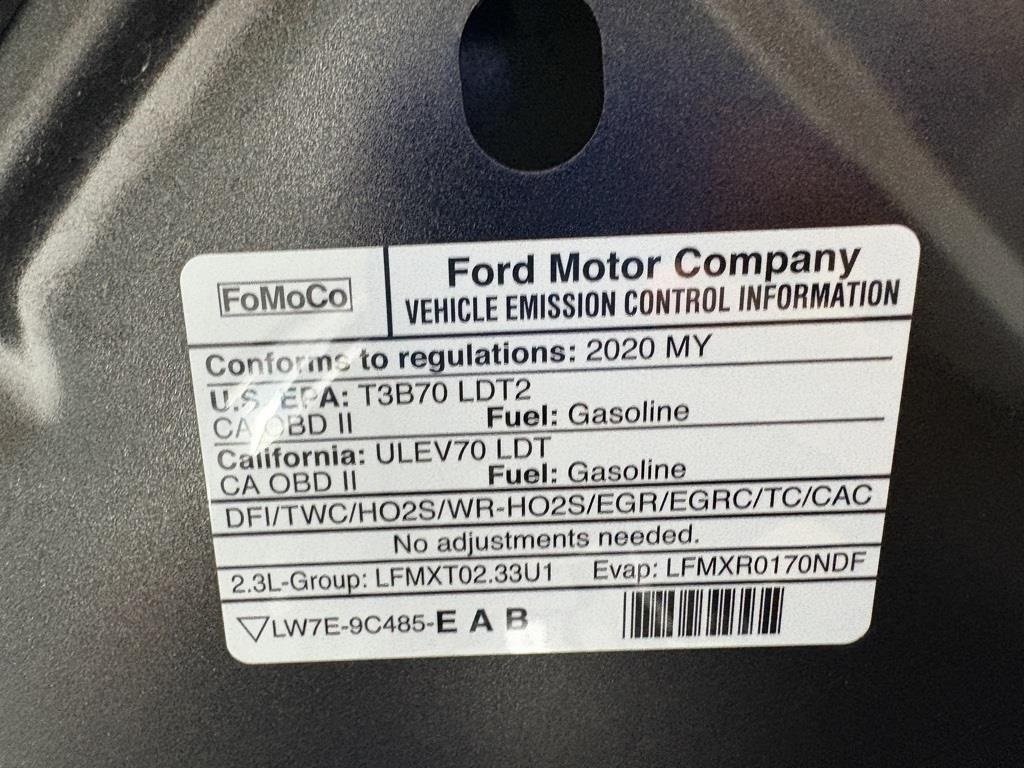 FoMoCo
Ford Motor Company
VEHICLE EMISSION CONTROL INFORMATION
Conforms to regulations: 2020 MY
U.S. EPA: T3B70 LDT2
CA OBD II Fuel: Gasoline
California: ULEV70 LDT
CA OBD II Fuel: Gasoline
DFI/TWC/HO2S/WR-HO2S/EGR/EGRC/TC/CAC
No adjustments needed.
2.3L-Group: LFMXT02.33U1 Evap: LFMXR0170NDF
LW7E-9C485-E A B